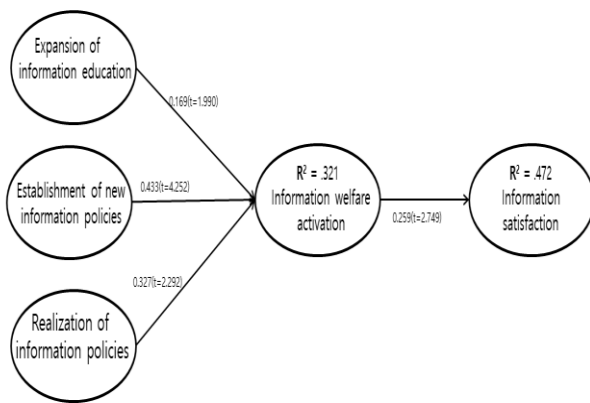 Expansion of
information education
0.169(t=1.990)
Establishment of new
information policies
0.433(t=4.252)
R² = .321
Information welfare
activation
0.259(t=2.749)
R² = .472
Information
satisfaction
0.327(t=2.292)
Realization of
information policies